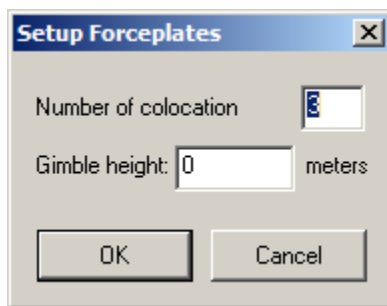 Setup Forceplates
Number of colocation 3
Gimble height: 0 meters
OK Cancel